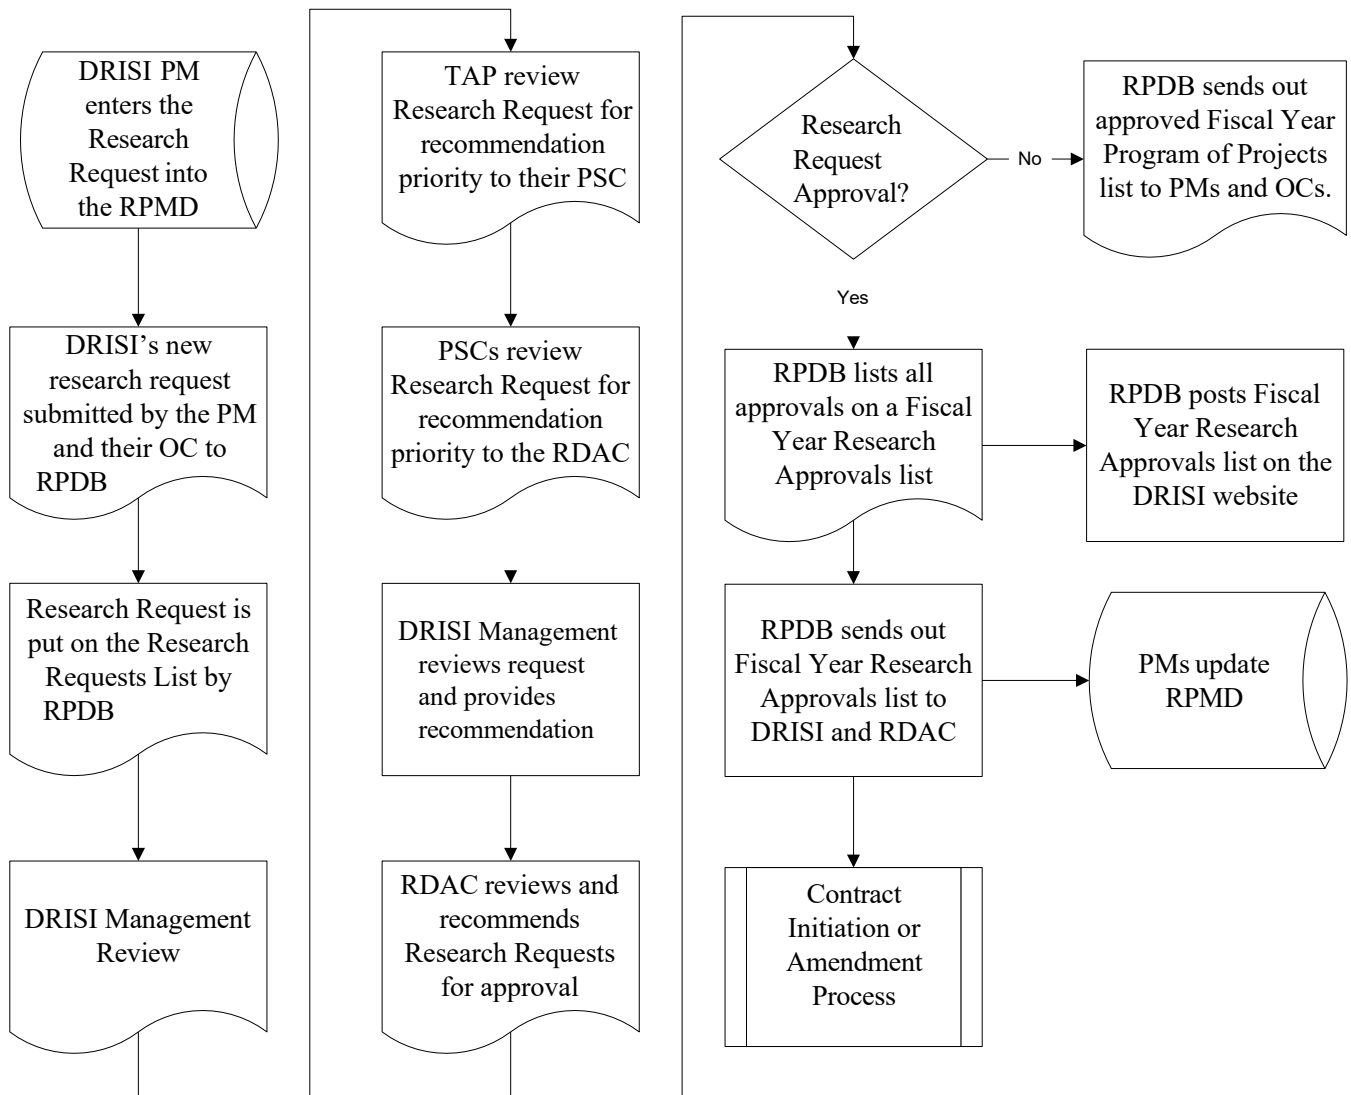 DRISI PM
enters the
Research
Request into
the RPMD
DRISI’s new
research request
submitted by the PM
and their OC to
RPDB
Research Request is
put on the Research
Requests List by
RPDB
DRISI Management
Review
TAP review
Research Request for
recommendation
priority to their PSC
PSCs review
Research Request for
recommendation
priority to the RDAC
DRISI Management
reviews request
and provides
recommendation
RDAC reviews and
recommends
Research Requests
for approval
Research
Request
Approval?
No
RPDB sends out
approved Fiscal Year
Program of Projects
list to PMs and OCs.
Yes
RPDB lists all
approvals on a Fiscal
Year Research
Approvals list
RPDB posts Fiscal
Year Research
Approvals list on the
DRISI website
RPDB sends out
Fiscal Year Research
Approvals list to
DRISI and RDAC
PMs update
RPMD
Contract
Initiation or
Amendment
Process